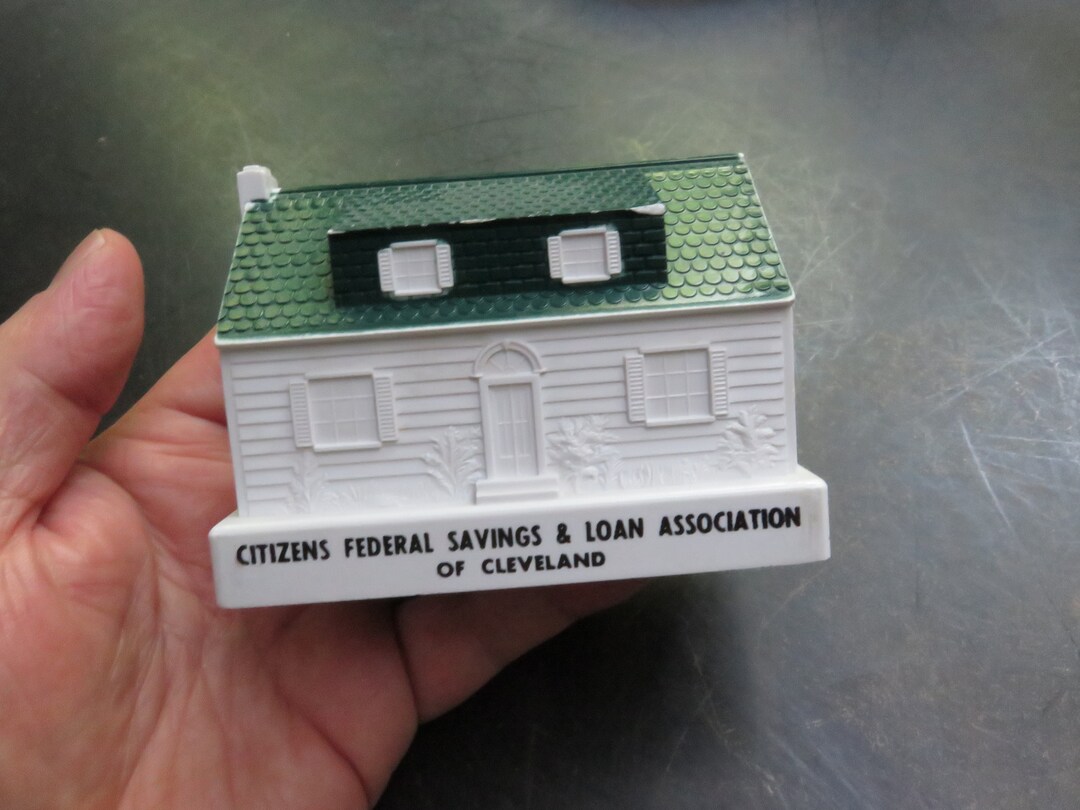 CITIZENS FEDERAL SAVINGS & LOAN ASSOCIATION
OF CLEVELAND